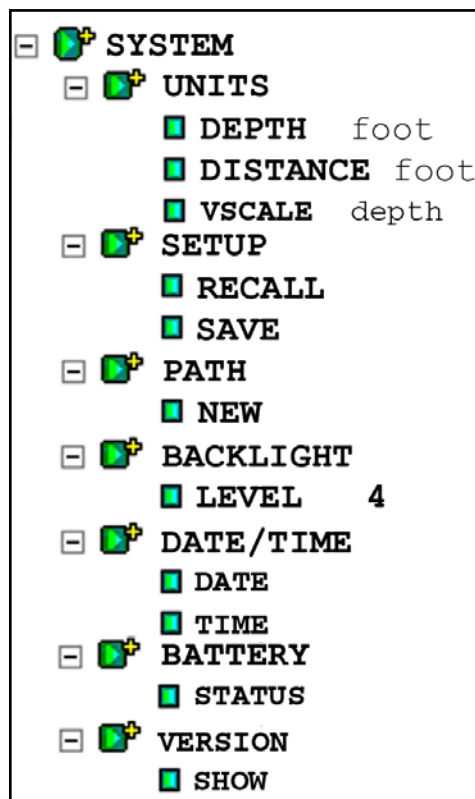 SYSTEM
UNITS
DEPTH foot
DISTANCE foot
VSCALE depth
SETUP
RECALL
SAVE
PATH
NEW
BACKLIGHT
LEVEL 4
DATE/TIME
DATE
TIME
BATTERY
STATUS
VERSION
SHOW